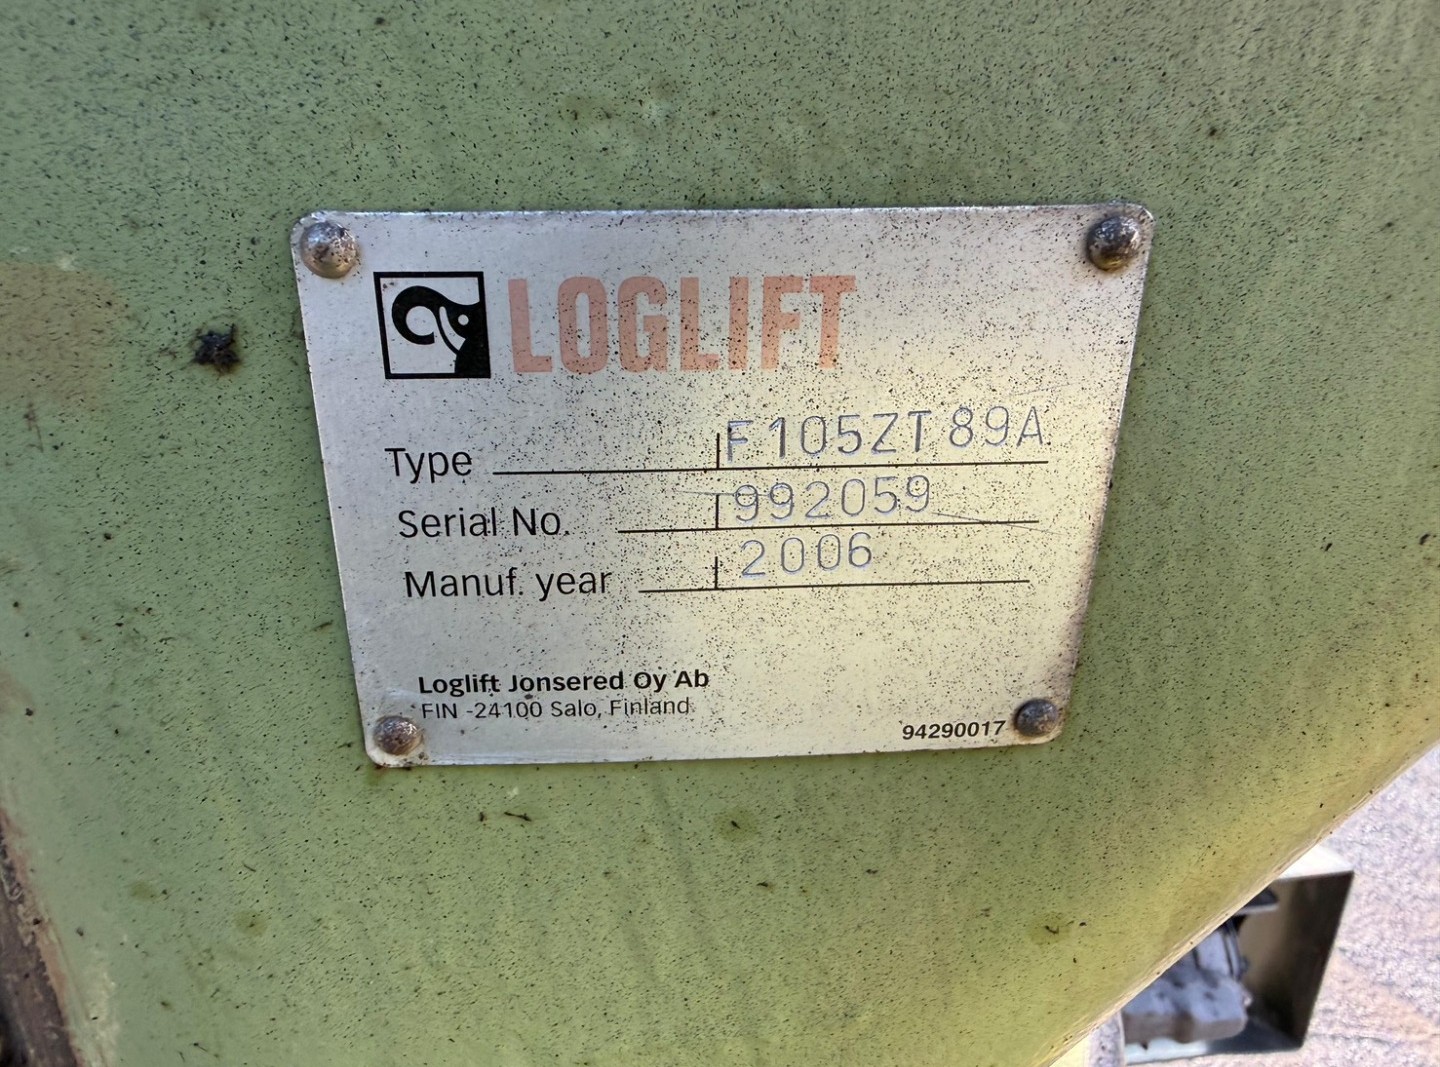 LOGLIFT
Type F105ZT 89A
Serial No. 992059
Manuf. year 2006
Loglift Jonsered Oy Ab
FIN -24100 Salo, Finland
94290017